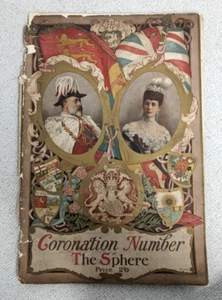 Coronation Number
The Sphere
Price 2/6